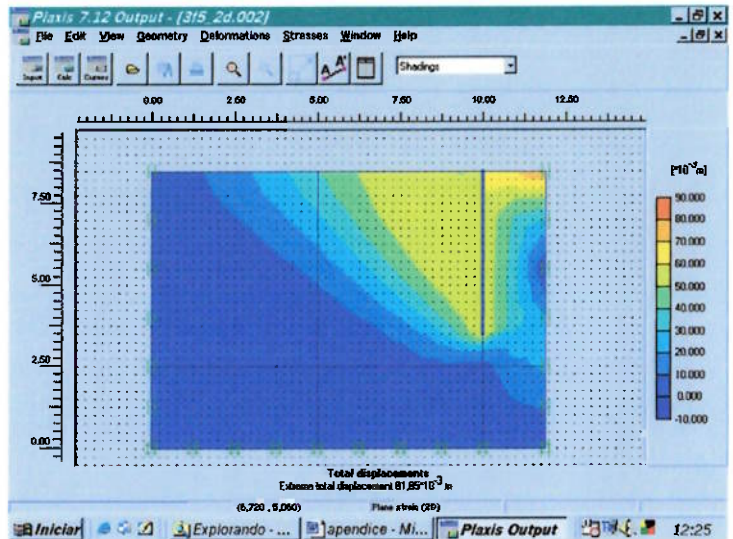 Plaxis 7.12 Output - [3f5_2d.002]
File Edit View Geometry Deformations Stresses Window Help
Input Calc Curves A A* Shadings
0.00 2.50 5.00 7.50 10.00 12.50
[*10⁻³m]
7.50
5.00
2.50
0.00
90.000
80.000
70.000
60.000
50.000
40.000
30.000
20.000
10.000
0.000
-10.000
Total displacements
Extreme total displacement 81,85*10⁻³ m
(6,720 , 5,060) Plane strain (2D)
Iniciar Explorando - ... apendice - Mi... Plaxis Output 12:25